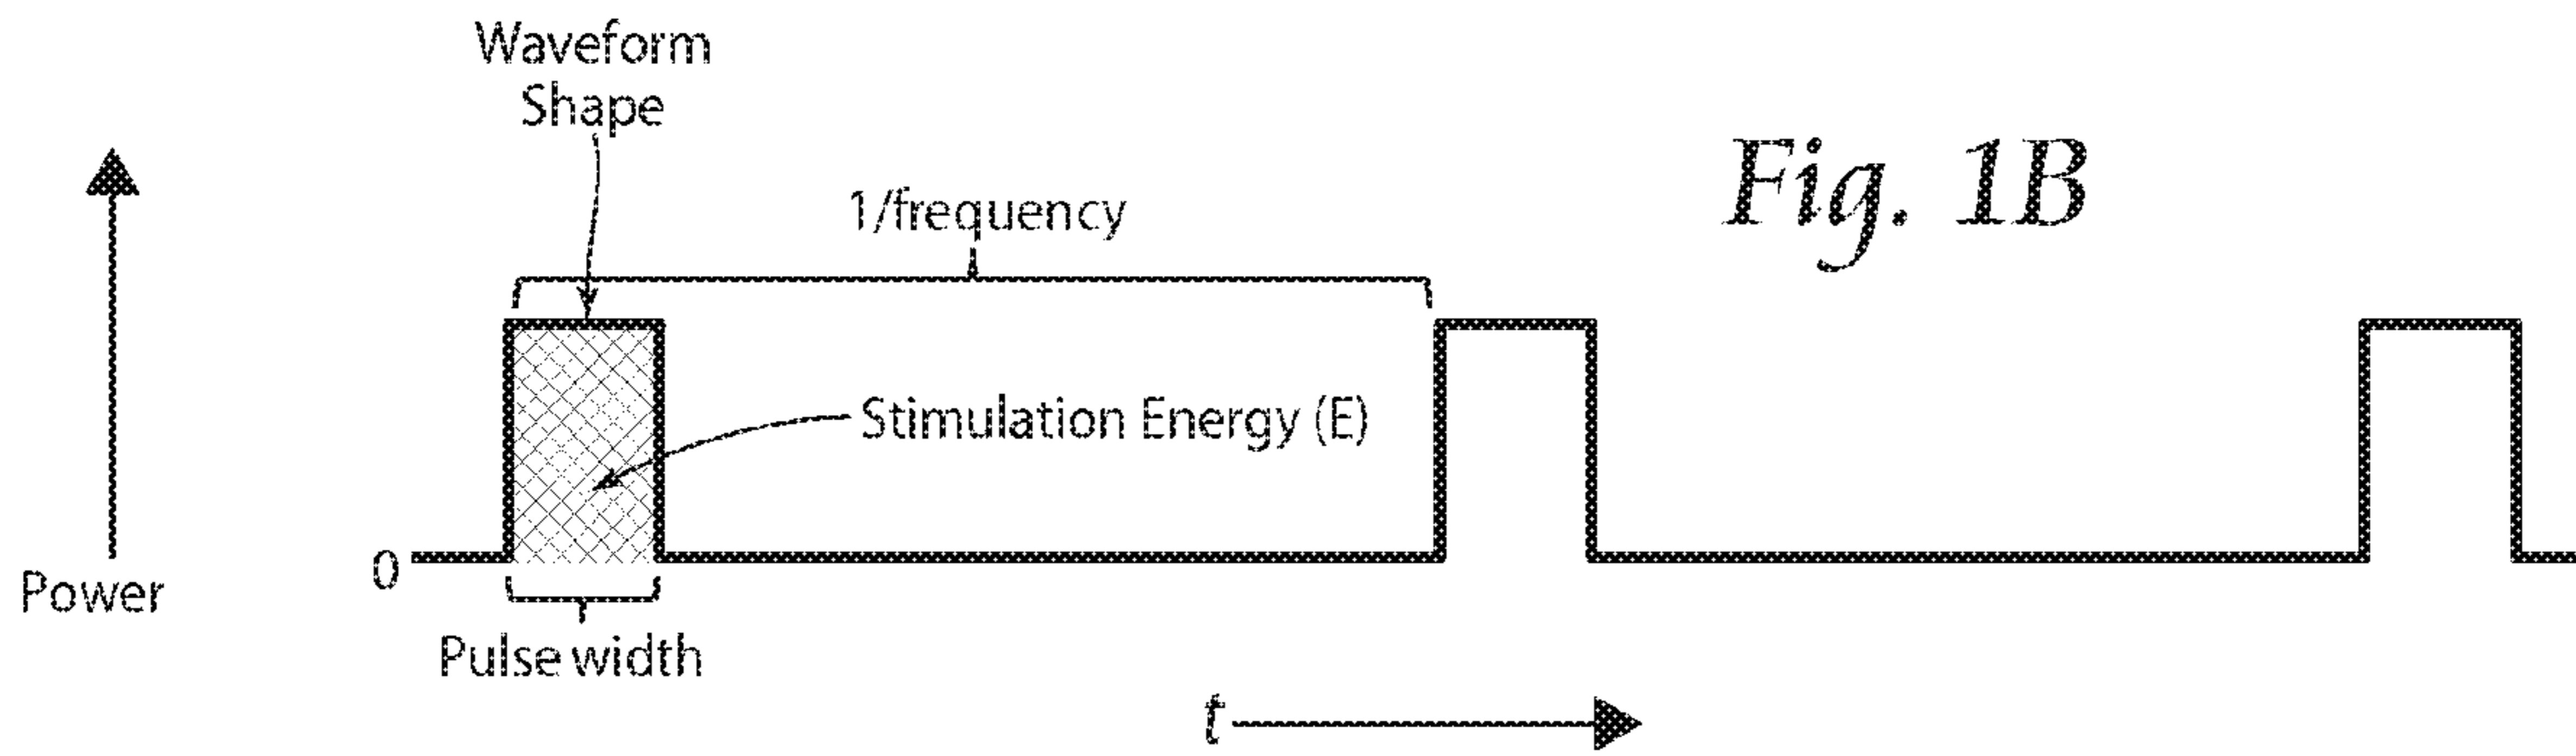 Waveform
Shape
1/frequency
Fig. 1B
Stimulation Energy (E)
0
Power
Pulse width
t